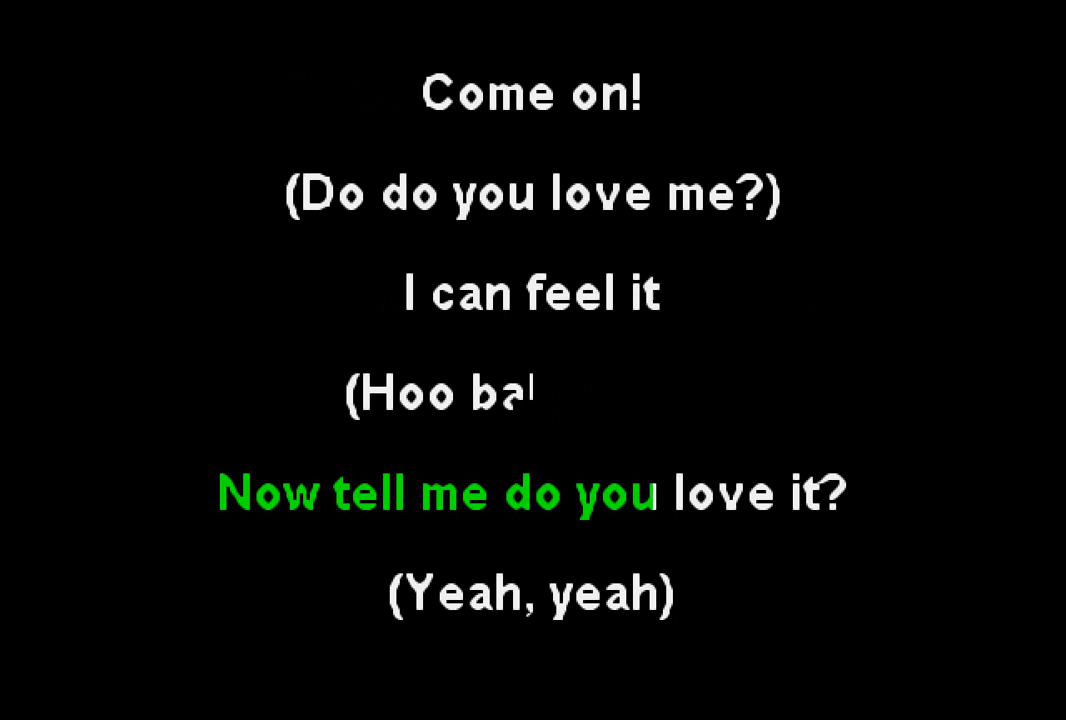 Come on!
(Do do you love me?)
I can feel it
(Hoo
Now tell me do you love it?
(Yeah, yeah)